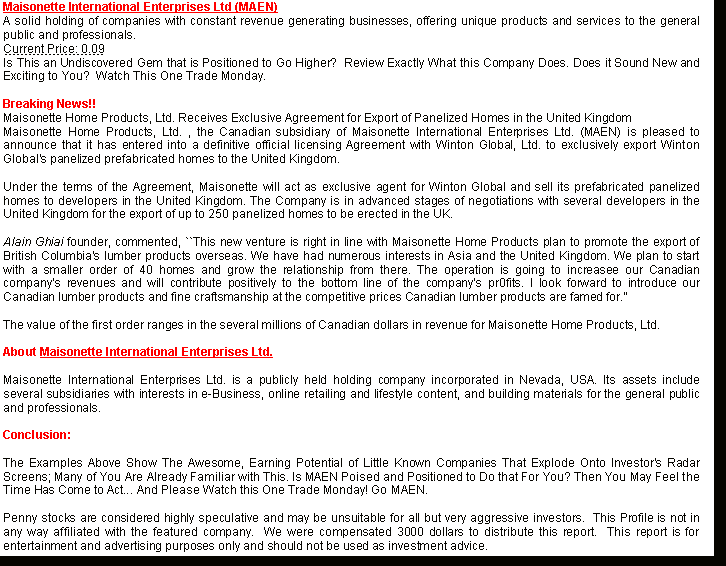 Maisonette International Enterprises Ltd (MAEN)
A solid holding of companies with constant revenue generating businesses, offering unique products and services to the general
public and professionals.
Current Price: 0.09
Is This an Undiscovered Gem that is Positioned to Go Higher?  Review Exactly What this Company Does. Does it Sound New and
Exciting to You?  Watch This One Trade Monday.
Breaking News!!
Maisonette Home Products, Ltd. Receives Exclusive Agreement for Export of Panelized Homes in the United Kingdom
Maisonette Home Products, Ltd. , the Canadian subsidiary of Maisonette International Enterprises Ltd. (MAEN) is pleased to
announce that it has entered into a definitive official licensing Agreement with Winton Global, Ltd. to exclusively export Winton
Global's panelized prefabricated homes to the United Kingdom.
Under the terms of the Agreement, Maisonette will act as exclusive agent for Winton Global and sell its prefabricated panelized
homes to developers in the United Kingdom. The Company is in advanced stages of negotiations with several developers in the
United Kingdom for the export of up to 250 panelized homes to be erected in the UK.
Alain Ghiai founder, commented, ``This new venture is right in line with Maisonette Home Products plan to promote the export of
British Columbia's lumber products overseas. We have had numerous interests in Asia and the United Kingdom. We plan to start
with a smaller order of 40 homes and grow the relationship from there. The operation is going to increasee our Canadian
company's revenues and will contribute positively to the bottom line of the company's pr0fits. I look forward to introduce our
Canadian lumber products and fine craftsmanship at the competitive prices Canadian lumber products are famed for."
The value of the first order ranges in the several millions of Canadian dollars in revenue for Maisonette Home Products, Ltd.
About Maisonette International Enterprises Ltd.
Maisonette International Enterprises Ltd. is a publicly held holding company incorporated in Nevada, USA. Its assets include
several subsidiaries with interests in e-Business, online retailing and lifestyle content, and building materials for the general public
and professionals.
Conclusion:
The Examples Above Show The Awesome, Earning Potential of Little Known Companies That Explode Onto Investor's Radar
Screens; Many of You Are Already Familiar with This. Is MAEN Poised and Positioned to Do that For You? Then You May Feel the
Time Has Come to Act... And Please Watch this One Trade Monday! Go MAEN.
Penny stocks are considered highly speculative and may be unsuitable for all but very aggressive investors.  This Profile is not in
any way affiliated with the featured company.  We were compensated 3000 dollars to distribute this report.  This report is for
entertainment and advertising purposes only and should not be used as investment advice.